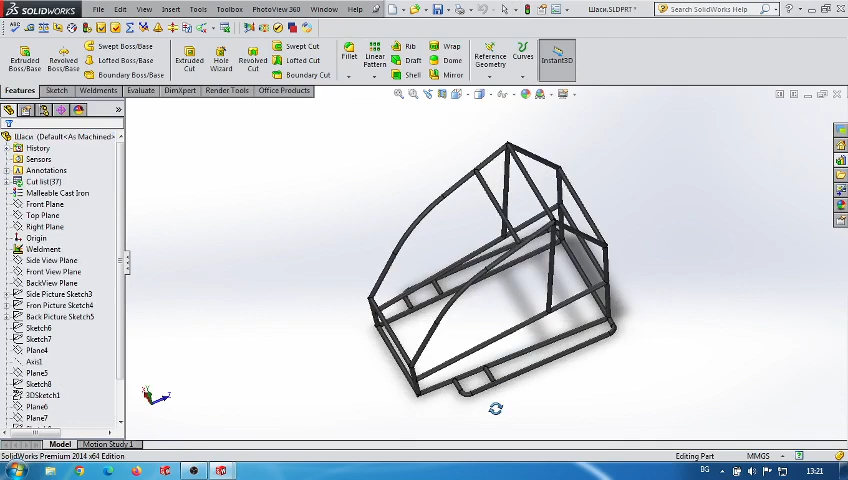 SOLIDWORKS File Edit View Insert Tools Toolbox PhotoView 360 Window Help Шаси.SLDPRT * Search SolidWorks Help
Extruded Boss/Base
Revolved Boss/Base
Swept Boss/Base
Lofted Boss/Base
Boundary Boss/Base
Extruded Cut
Hole Wizard
Revolved Cut
Swept Cut
Lofted Cut
Boundary Cut
Fillet
Linear Pattern
Rib
Draft
Shell
Wrap
Dome
Mirror
Reference Geometry
Curves
Instant3D
Features Sketch Weldments Evaluate DimXpert Render Tools Office Products
Шаси (Default<As Machined>
History
Sensors
Annotations
Cut list(37)
Malleable Cast Iron
Front Plane
Top Plane
Right Plane
Origin
Weldment
Side View Plane
Front View Plane
BackView Plane
Side Picture Sketch3
Fron Picture Sketch4
Back Picture Sketch5
Sketch6
Sketch7
Plane4
Axis1
Plane5
Sketch8
3DSketch1
Plane6
Plane7
Model Motion Study 1
SolidWorks Premium 2014 x64 Edition Editing Part MMGS
BG 13:21